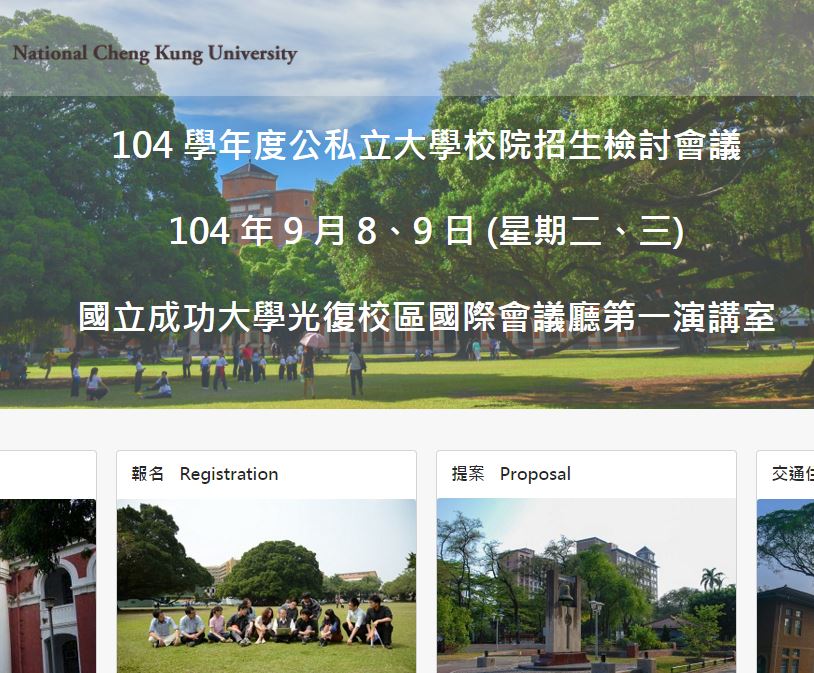 National Cheng Kung University
104 學年度公私立大學校院招生檢討會議
104 年 9 月 8、9 日 (星期二、三)
國立成功大學光復校區國際會議廳第一演講室
報名 Registration
提案 Proposal
交通